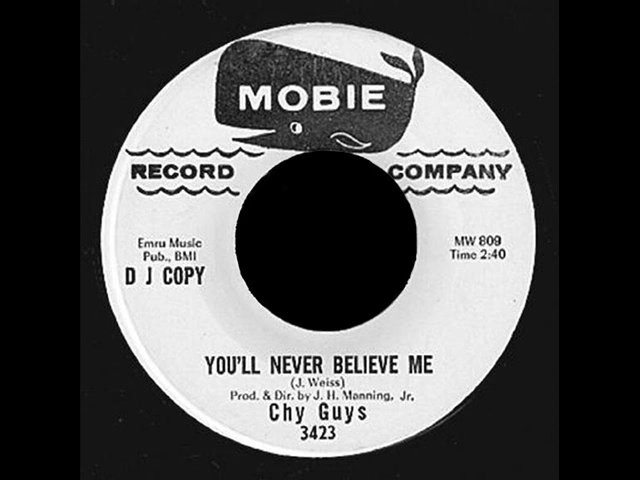 MOBIE
RECORD COMPANY
Emru Music
Pub., BMI
D J COPY
MW 809
Time 2:40
YOU'LL NEVER BELIEVE ME
(J. Weiss)
Prod. & Dir. by J. H. Manning, Jr.
Chy Guys
3423